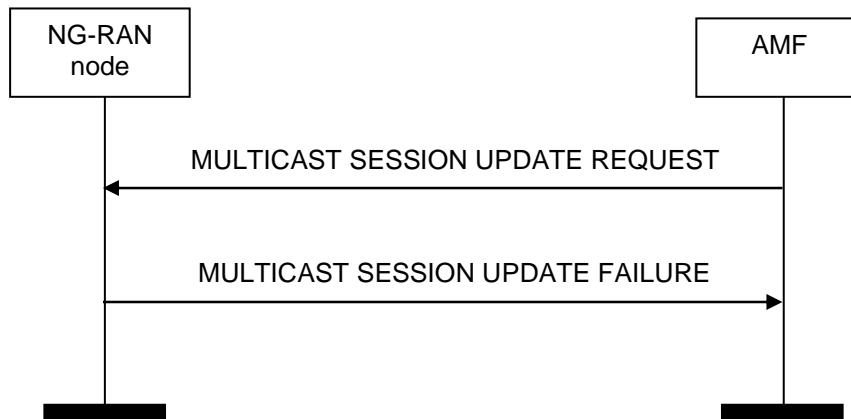 NG-RAN
node
AMF
MULTICAST SESSION UPDATE REQUEST
MULTICAST SESSION UPDATE FAILURE